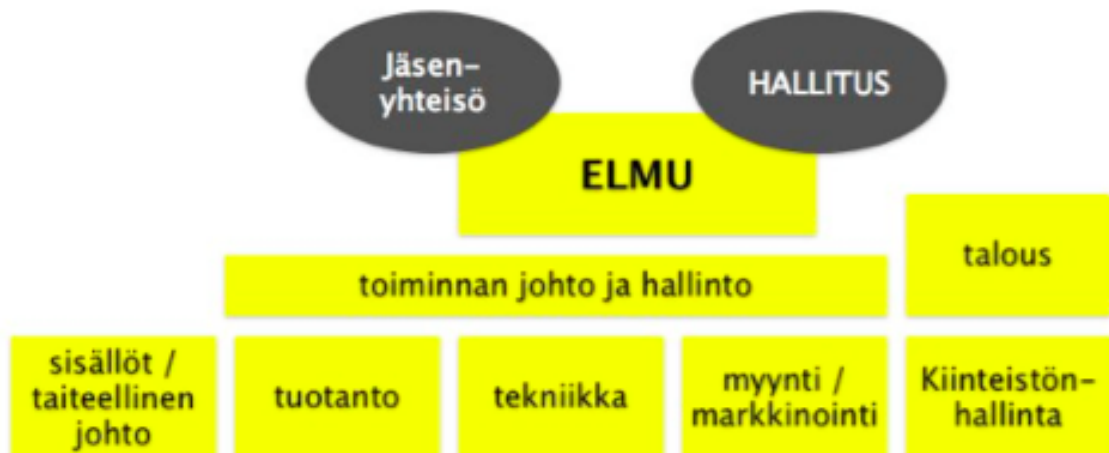 Jäsen-
yhteisö
HALLITUS
ELMU
talous
toiminnan johto ja hallinto
sisällöt /
taiteellinen
johto
tuotanto
tekniikka
myynti /
markkinointi
Kiinteistön-
hallinta